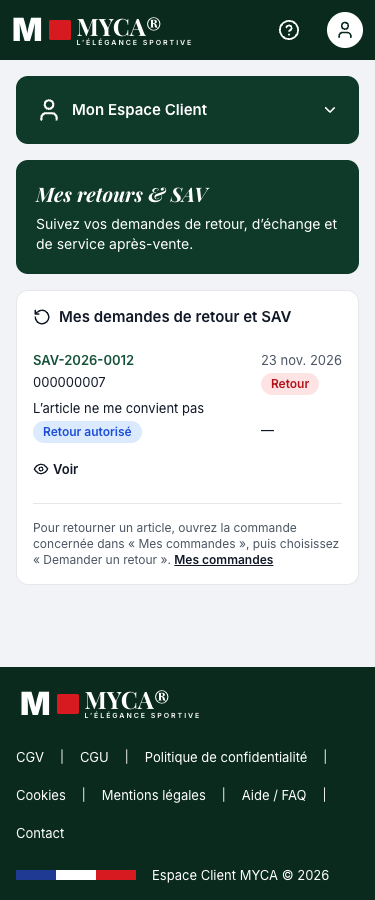 M MYCA®
L'ÉLÉGANCE SPORTIVE
Mon Espace Client
Mes retours & SAV
Suivez vos demandes de retour, d'échange et
de service après-vente.
Mes demandes de retour et SAV
SAV-2026-0012 23 nov. 2026
000000007 Retour
L'article ne me convient pas
Retour autorisé —
Voir
Pour retourner un article, ouvrez la commande
concernée dans « Mes commandes », puis choisissez
« Demander un retour ». Mes commandes
M MYCA®
L'ÉLÉGANCE SPORTIVE
CGV | CGU | Politique de confidentialité |
Cookies | Mentions légales | Aide / FAQ |
Contact
Espace Client MYCA © 2026